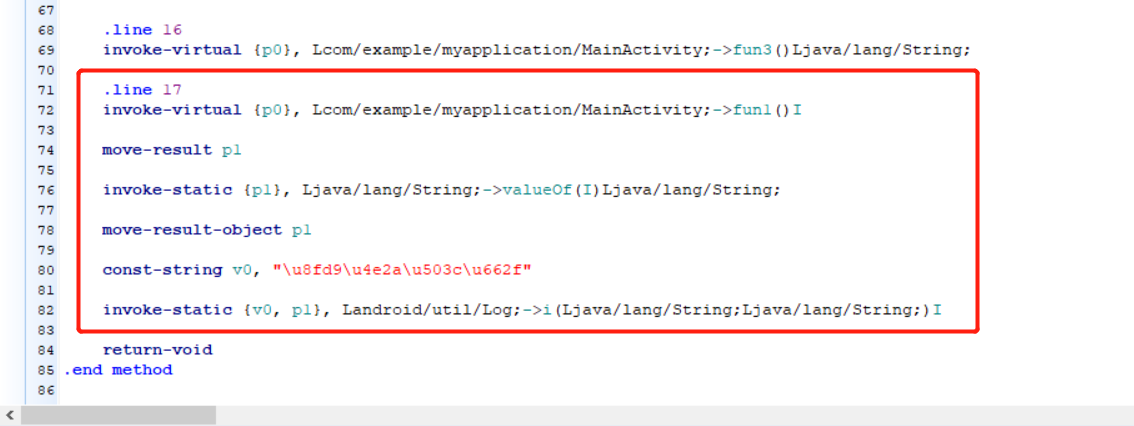 67
68 .line 16
69 invoke-virtual {p0}, Lcom/example/myapplication/MainActivity;->fun3()Ljava/lang/String;
70
71 .line 17
72 invoke-virtual {p0}, Lcom/example/myapplication/MainActivity;->fun1()I
73
74 move-result p1
75
76 invoke-static {p1}, Ljava/lang/String;->valueOf(I)Ljava/lang/String;
77
78 move-result-object p1
79
80 const-string v0, "\u8fd9\u4e2a\u503c\u662f"
81
82 invoke-static {v0, p1}, Landroid/util/Log;->i(Ljava/lang/String;Ljava/lang/String;)I
83
84 return-void
85 .end method
86